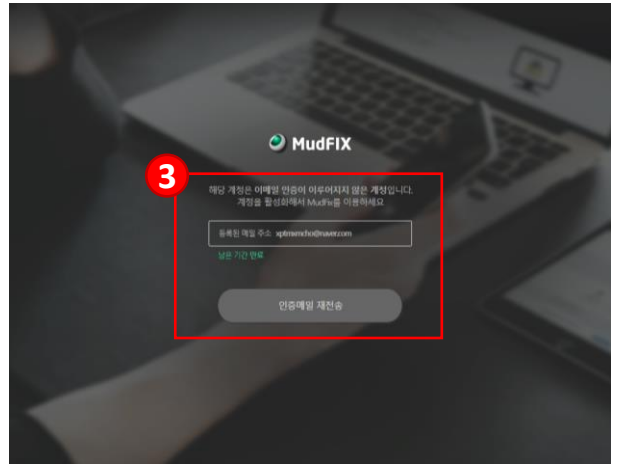 MudFIX
3
해당 계정은 이메일 인증이 이루어지지 않은 계정입니다.
계정을 활성화해서 MudFix를 이용하세요
등록된 메일 주소
남은 기간 만료
인증메일 재전송